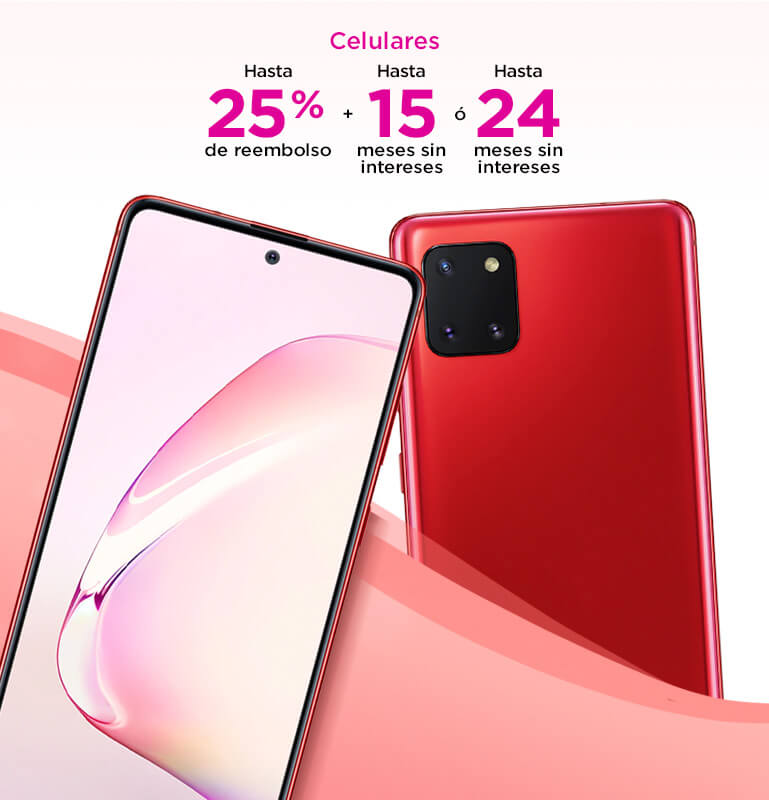 Celulares
Hasta
25%
de reembolso
+
Hasta
15
meses sin
intereses
ó
Hasta
24
meses sin
intereses